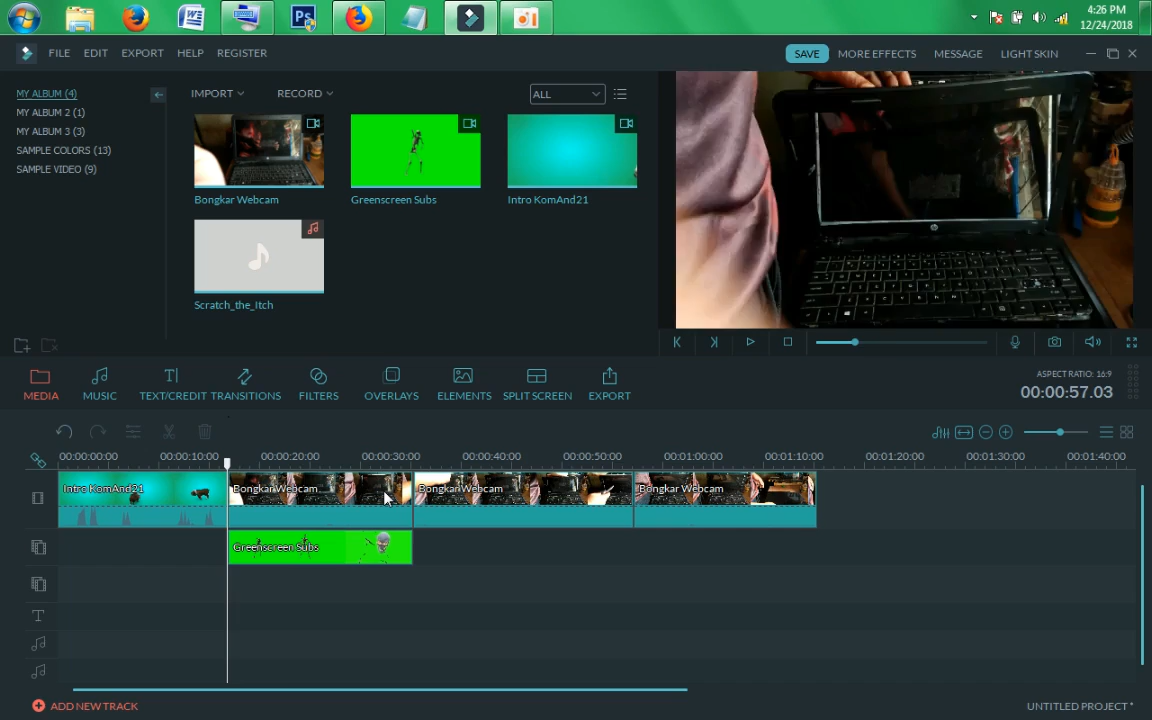 4:26 PM
12/24/2018
FILE EDIT EXPORT HELP REGISTER
SAVE MORE EFFECTS MESSAGE LIGHT SKIN
MY ALBUM (4)
MY ALBUM 2 (1)
MY ALBUM 3 (3)
SAMPLE COLORS (13)
SAMPLE VIDEO (9)
IMPORT RECORD ALL
Bongkar Webcam Greenscreen Subs Intro KomAnd21
Scratch_the_Itch
MEDIA MUSIC TEXT/CREDIT TRANSITIONS FILTERS OVERLAYS ELEMENTS SPLIT SCREEN EXPORT
ASPECT RATIO: 16:9
00:00:57.03
00:00:00:00 00:00:10:00 00:00:20:00 00:00:30:00 00:00:40:00 00:00:50:00 00:01:00:00 00:01:10:00 00:01:20:00 00:01:30:00 00:01:40:00
Intro KomAnd21 Bongkar Webcam Bongkar Webcam Bongkar Webcam
Greenscreen Subs
ADD NEW TRACK
UNTITLED PROJECT *